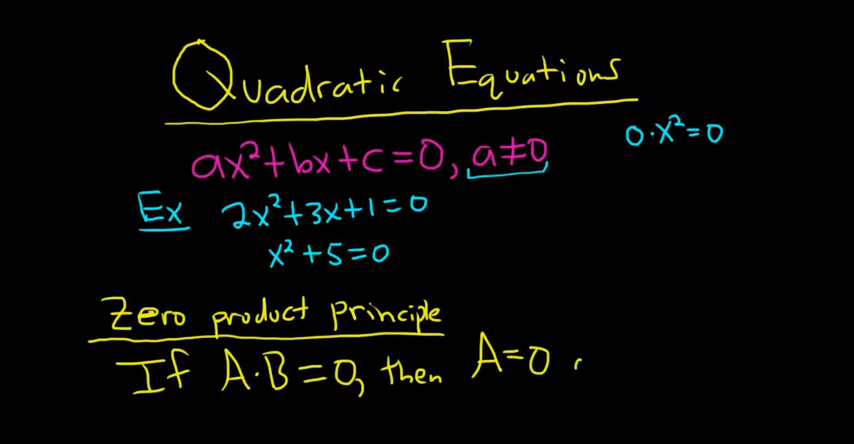 Quadratic Equations
ax²+bx+c=0, a≠0
0·x²=0
Ex 2x²+3x+1=0
x²+5=0
Zero product principle
If A·B=0, then A=0